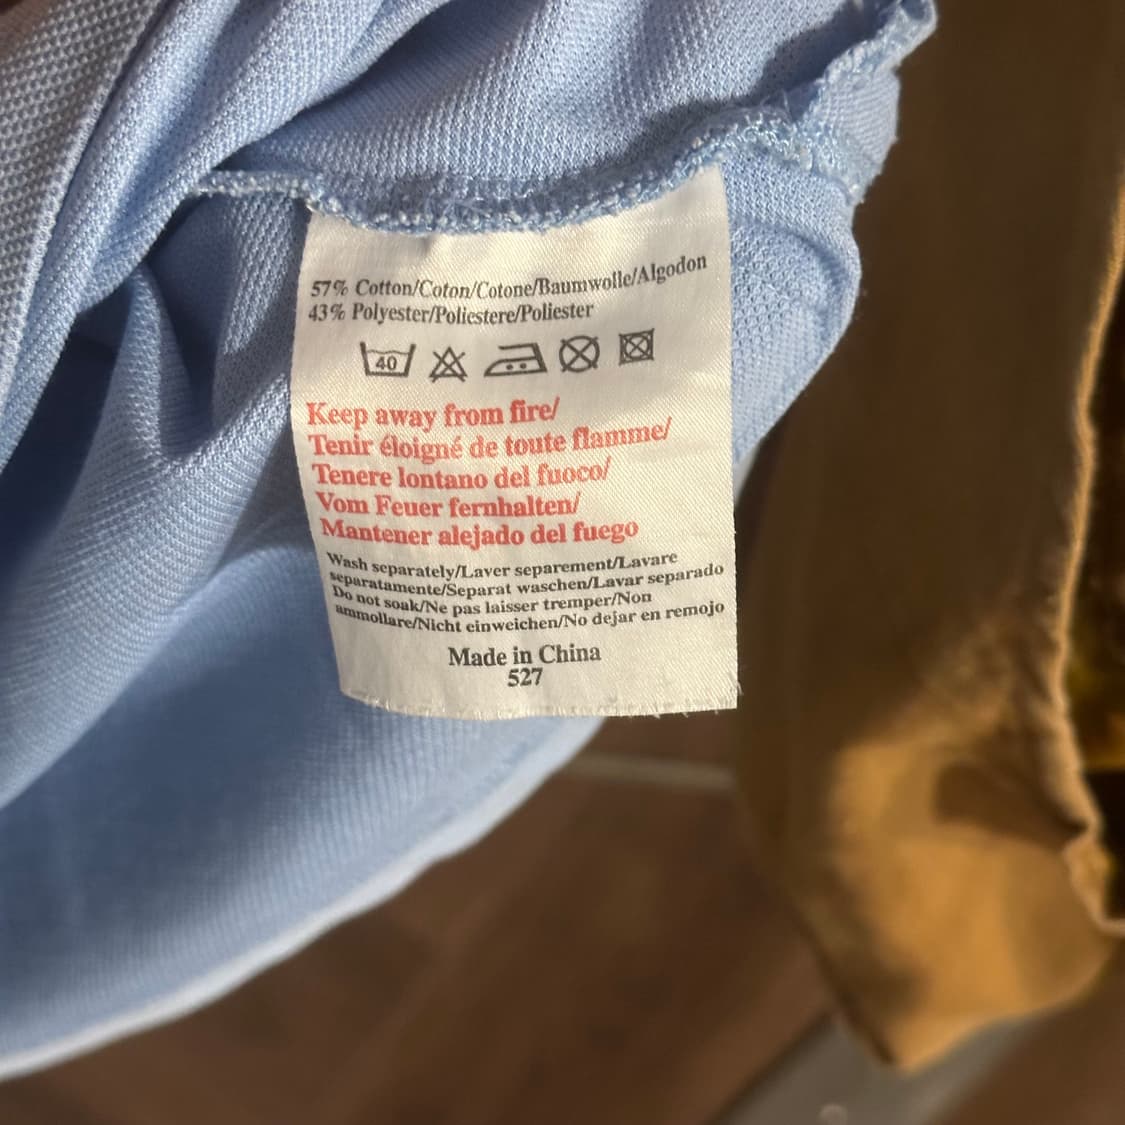 57% Cotton/Coton/Cotone/Baumwolle/Algodon
43% Polyester/Poliestere/Poliester
40
Keep away from fire/
Tenir éloigné de toute flamme/
Tenere lontano del fuoco/
Vom Feuer fernhalten/
Mantener alejado del fuego
Wash separately/Laver separement/Lavare
separatamente/Separat waschen/Lavar separado
Do not soak/Ne pas laisser tremper/Non
ammollare/Nicht einweichen/No dejar en remojo
Made in China
527